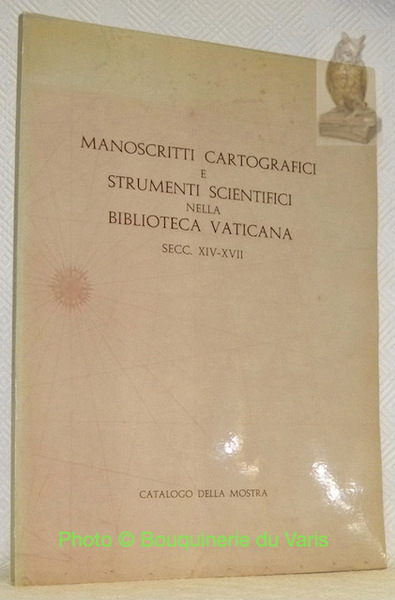 MANOSCRITTI CARTOGRAFICI
E
STRUMENTI SCIENTIFICI
NELLA
BIBLIOTECA VATICANA
SECC. XIV-XVII
CATALOGO DELLA MOSTRA
Photo © Bouquinerie du Varis